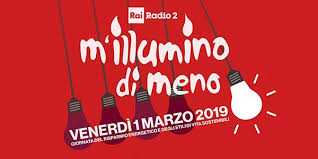 Rai Radio 2
m'illumino
di meno
VENERDÌ 1 MARZO 2019
GIORNATA DEL RISPARMIO ENERGETICO E DEGLI STILI DI VITA SOSTENIBILI